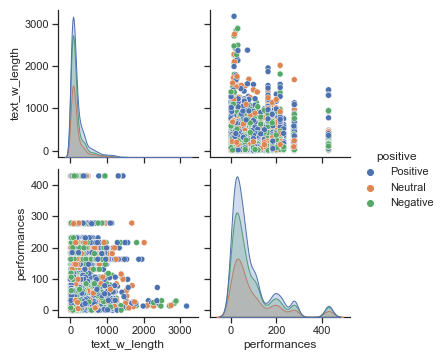 3000
2000
1000
0
text_w_length
positive
Positive
Neutral
Negative
400
300
200
100
0
performances
0 1000 2000 3000
text_w_length
0 200 400
performances